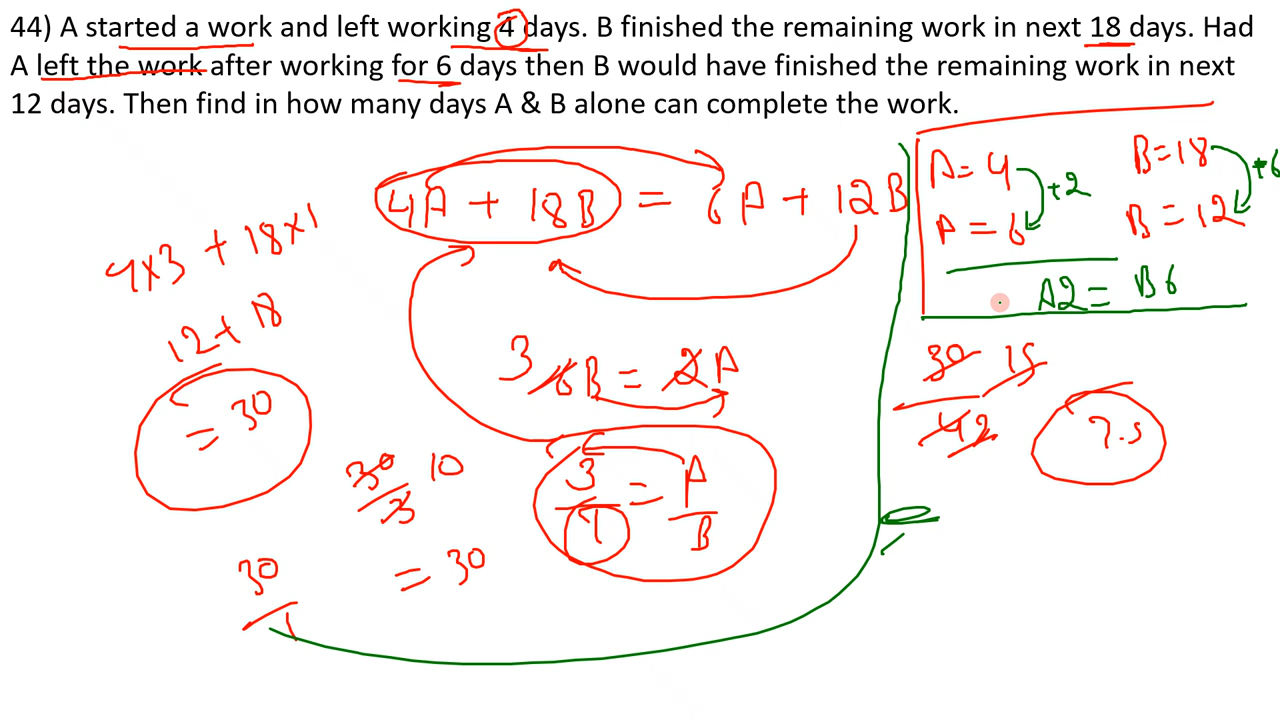 44) A started a work and left working 4 days. B finished the remaining work in next 18 days. Had
A left the work after working for 6 days then B would have finished the remaining work in next
12 days. Then find in how many days A & B alone can complete the work.
4A + 18B = 6A + 12B
4x3 + 18x1
12+ 18
= 30
3 6B = 2A
3/1 = A/B
30/3 10
= 30
30/1
A= 4 +2 B=18 +6
A = 6 B = 12
A2 = B6
30 15
42 7.5